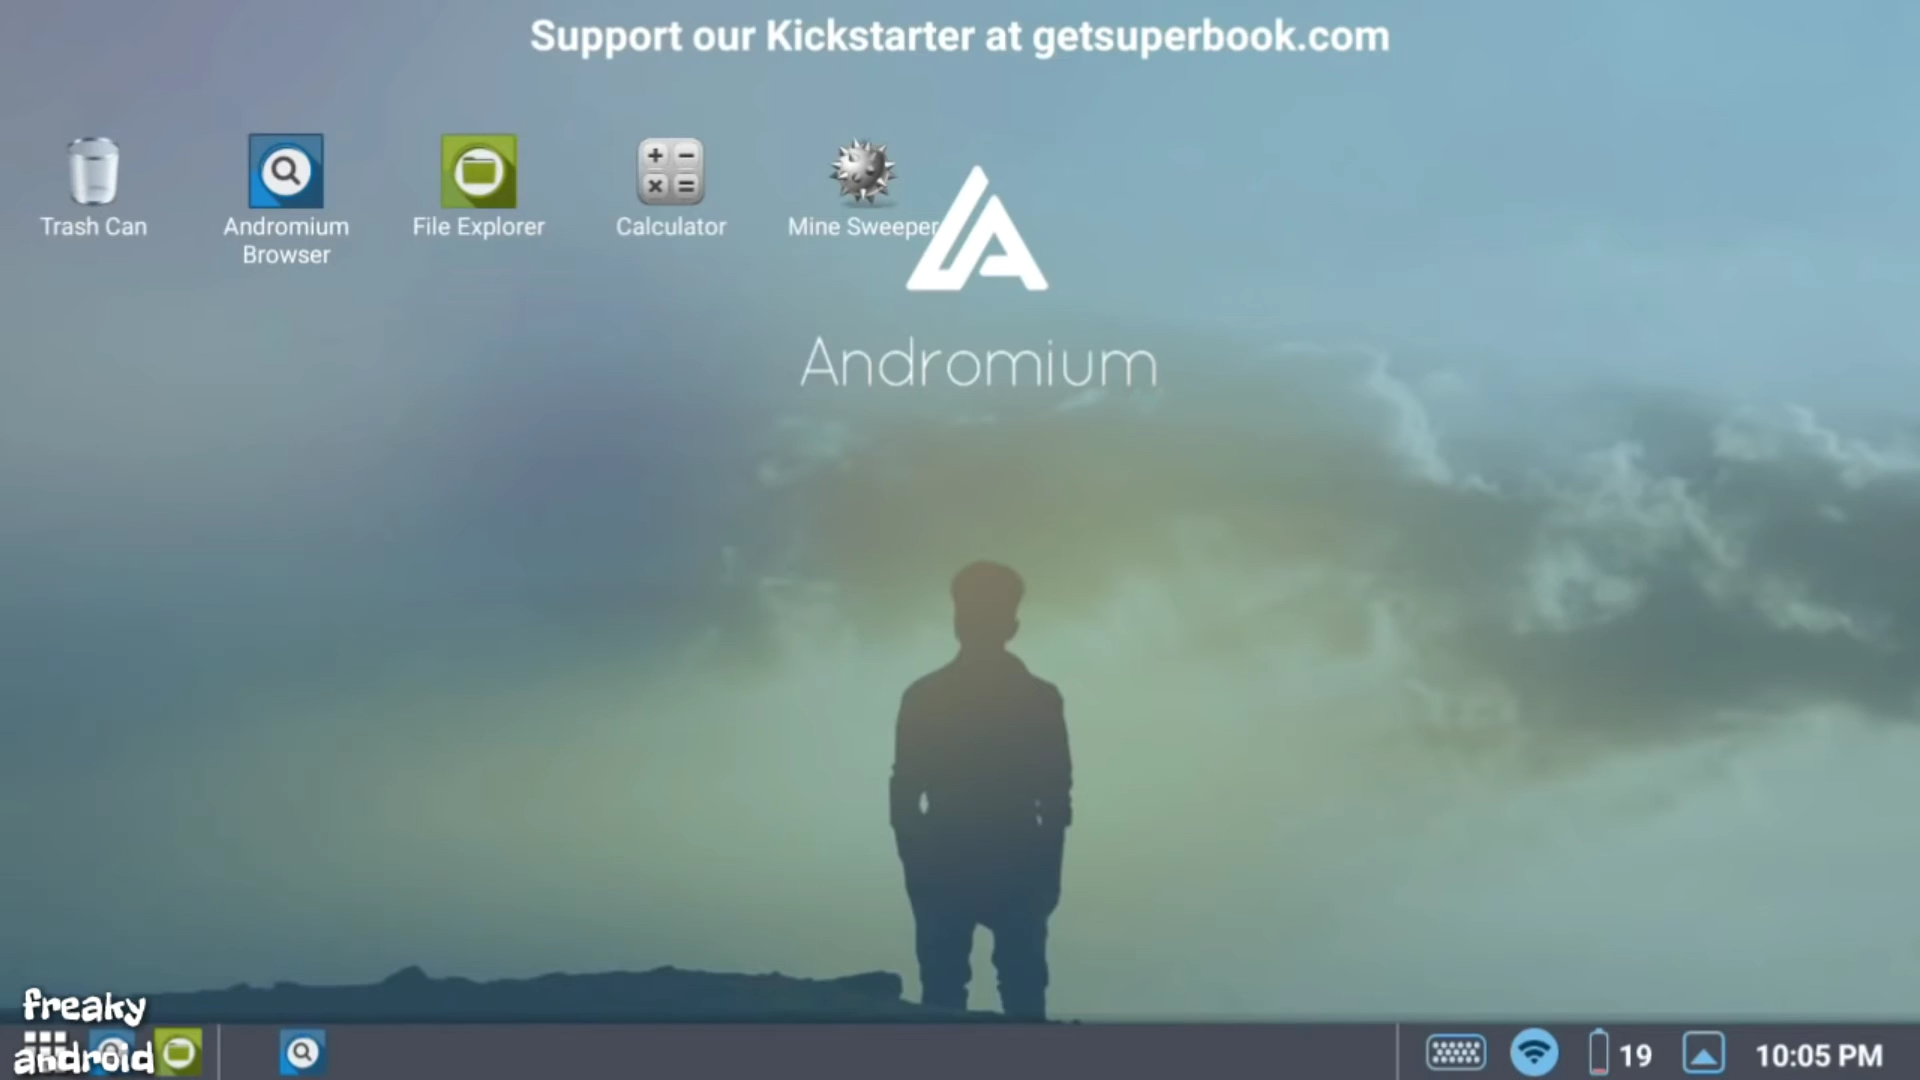 Support our Kickstarter at getsuperbook.com
Trash Can
Andromium
Browser
File Explorer
Calculator
Mine Sweeper
Andromium
freaky
android
19
10:05 PM